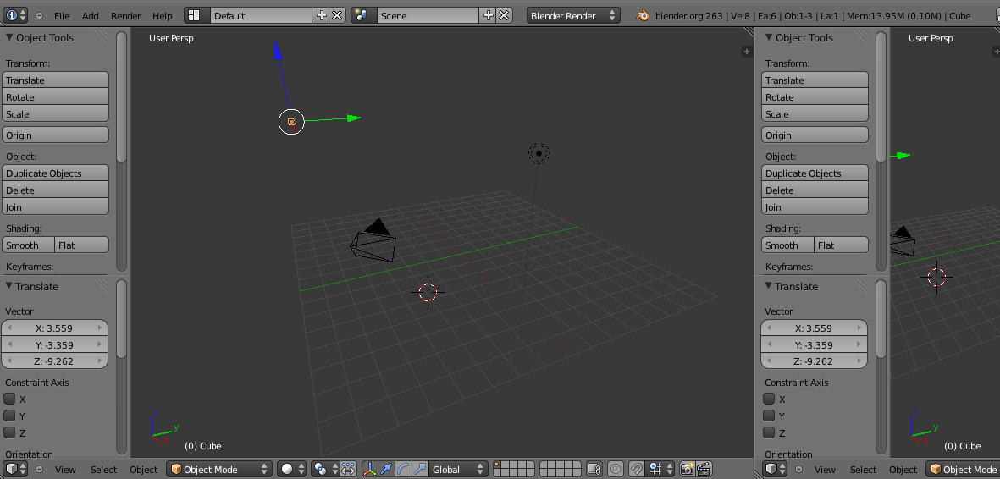 File Add Render Help Default Scene Blender Render blender.org 263 | Ve:8 | Fa:6 | Ob:1-3 | La:1 | Mem:13.95M (0.10M) | Cube
Object Tools
Transform:
Translate
Rotate
Scale
Origin
Object:
Duplicate Objects
Delete
Join
Shading:
Smooth Flat
Keyframes:
Translate
Vector
X: 3.559
Y: -3.359
Z: -9.262
Constraint Axis
X
Y
Z
Orientation
User Persp
y
(0) Cube
View Select Object Object Mode Global
Object Tools
Transform:
Translate
Rotate
Scale
Origin
Object:
Duplicate Objects
Delete
Join
Shading:
Smooth Flat
Keyframes:
Translate
Vector
X: 3.559
Y: -3.359
Z: -9.262
Constraint Axis
X
Y
Z
Orientation
User Persp
y
(0) Cube
View Select Object Object Mode